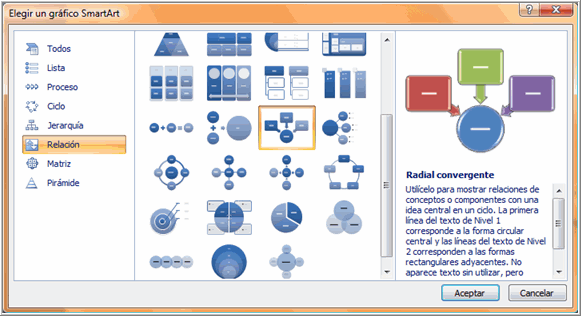 Elegir un gráfico SmartArt
Todos
Lista
Proceso
Ciclo
Jerarquía
Relación
Matriz
Pirámide
Radial convergente
Utilícelo para mostrar relaciones de
conceptos o componentes con una
idea central en un ciclo. La primera
línea del texto de Nivel 1
corresponde a la forma circular
central y las líneas del texto de Nivel
2 corresponden a las formas
rectangulares adyacentes. No
aparece texto sin utilizar, pero
Aceptar
Cancelar